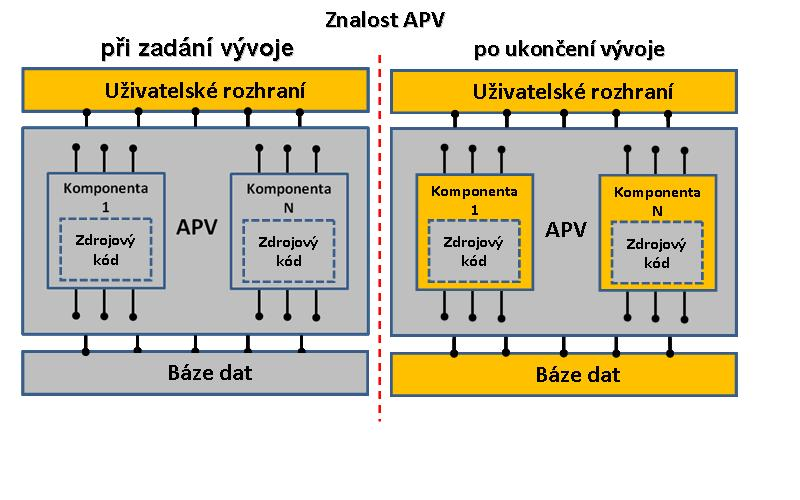 Znalost APV
při zadání vývoje
Uživatelské rozhraní
Komponenta
1
Zdrojový
kód
APV
Komponenta
N
Zdrojový
kód
Báze dat
po ukončení vývoje
Uživatelské rozhraní
Komponenta
1
Zdrojový
kód
APV
Komponenta
N
Zdrojový
kód
Báze dat